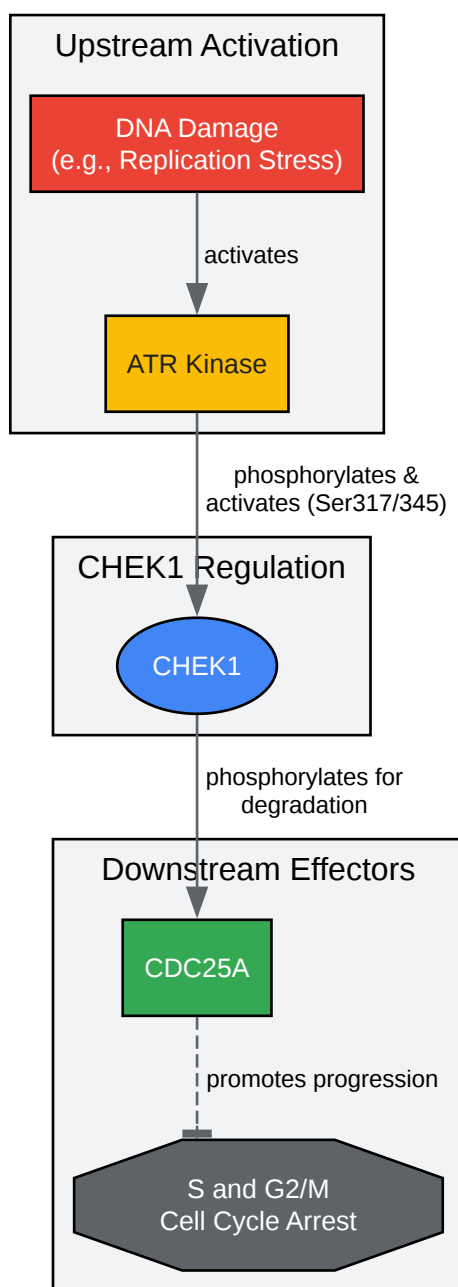 Upstream Activation
DNA Damage
(e.g., Replication Stress)
activates
ATR Kinase
phosphorylates &
activates (Ser317/345)
CHEK1 Regulation
CHEK1
phosphorylates for
degradation
Downstream Effectors
CDC25A
promotes progression
S and G2/M
Cell Cycle Arrest